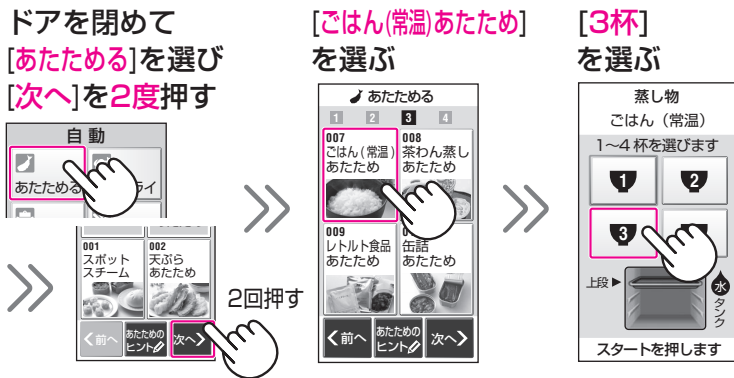 ドアを閉めて
[あたためる]を選び
[次へ]を2度押す
自動
あたためる
ライ
001
スポット
スチーム
002
天ぷら
あたため
＜前へ
あたための
ヒント
次へ＞
2回押す
[ごはん(常温)あたため]
を選ぶ
あたためる
1 2 3 4
007
ごはん(常温)
あたため
008
茶わん蒸し
あたため
009
レトルト食品
あたため
0
缶詰
あたため
＜前へ
あたための
ヒント
次へ＞
[3杯]
を選ぶ
蒸し物
ごはん（常温）
1〜4杯を選びます
1
2
3
上段▶
水
タンク
スタートを押します